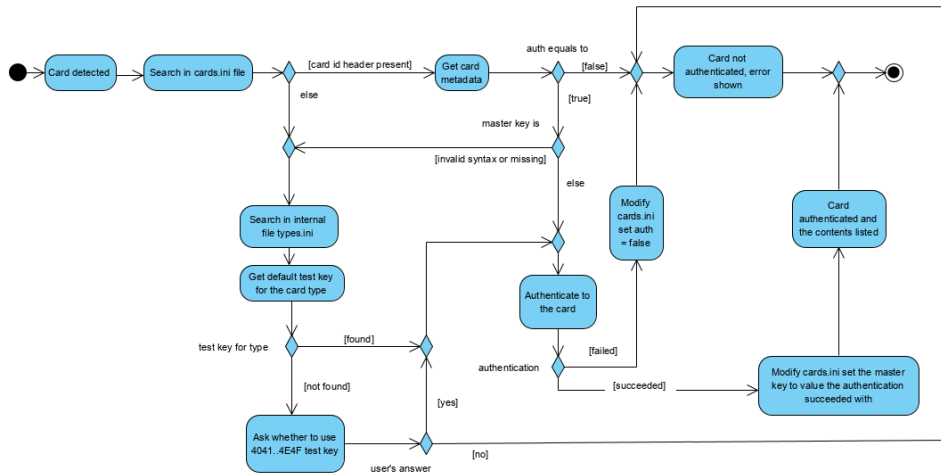 auth equals to
Card detected
Search in cards.ini file
[card id header present]
Get card
metadata
[false]
Card not
authenticated, error
shown
else
[true]
master key is
[invalid syntax or missing]
else
Search in internal
file types.ini
Modify
cards.ini
set auth
= false
Card
authenticated and
the contents listed
Get default test key
for the card type
Authenticate to
the card
test key for type
[found]
[failed]
authentication
[not found]
[succeeded]
Modify cards.ini set the master
key to value the authentication
succeeded with
[yes]
Ask whether to use
4041..4E4F test key
user's answer
[no]